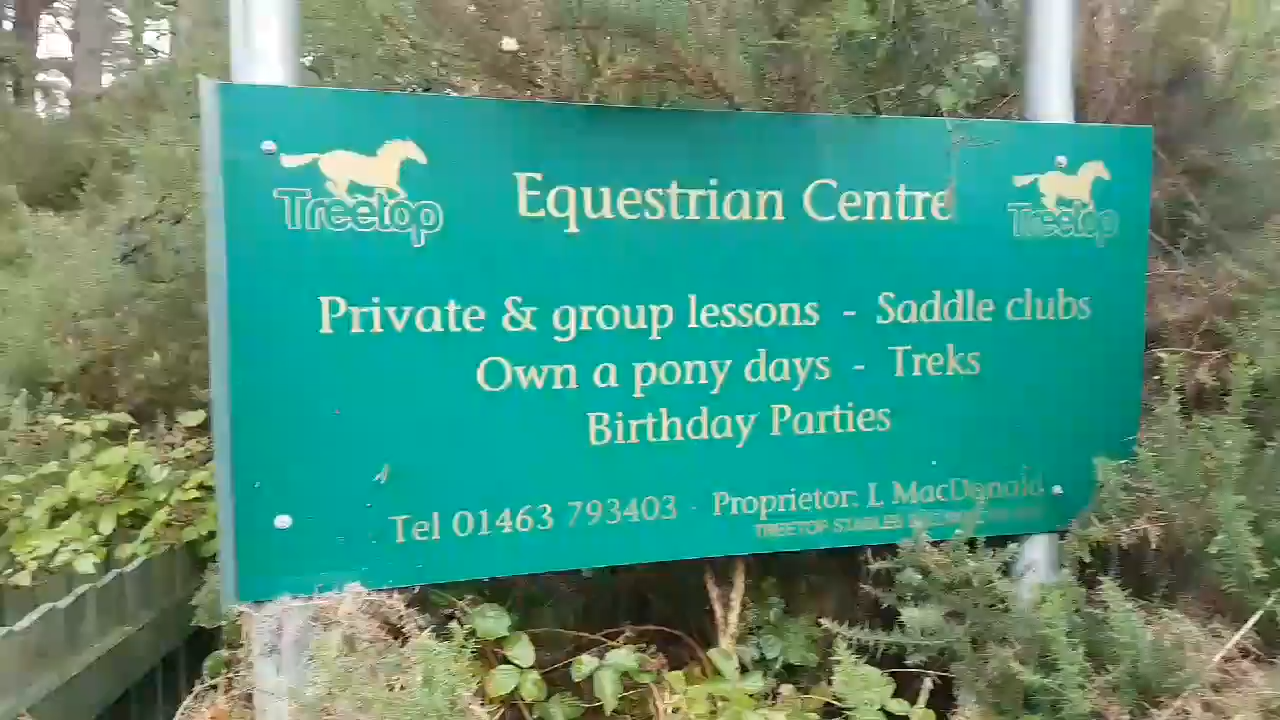 Treetop Equestrian Centre Treetop
Private & group lessons - Saddle clubs
Own a pony days - Treks
Birthday Parties
Tel 01463 793403 · Proprietor: L MacDonald
TREETOP STABLES